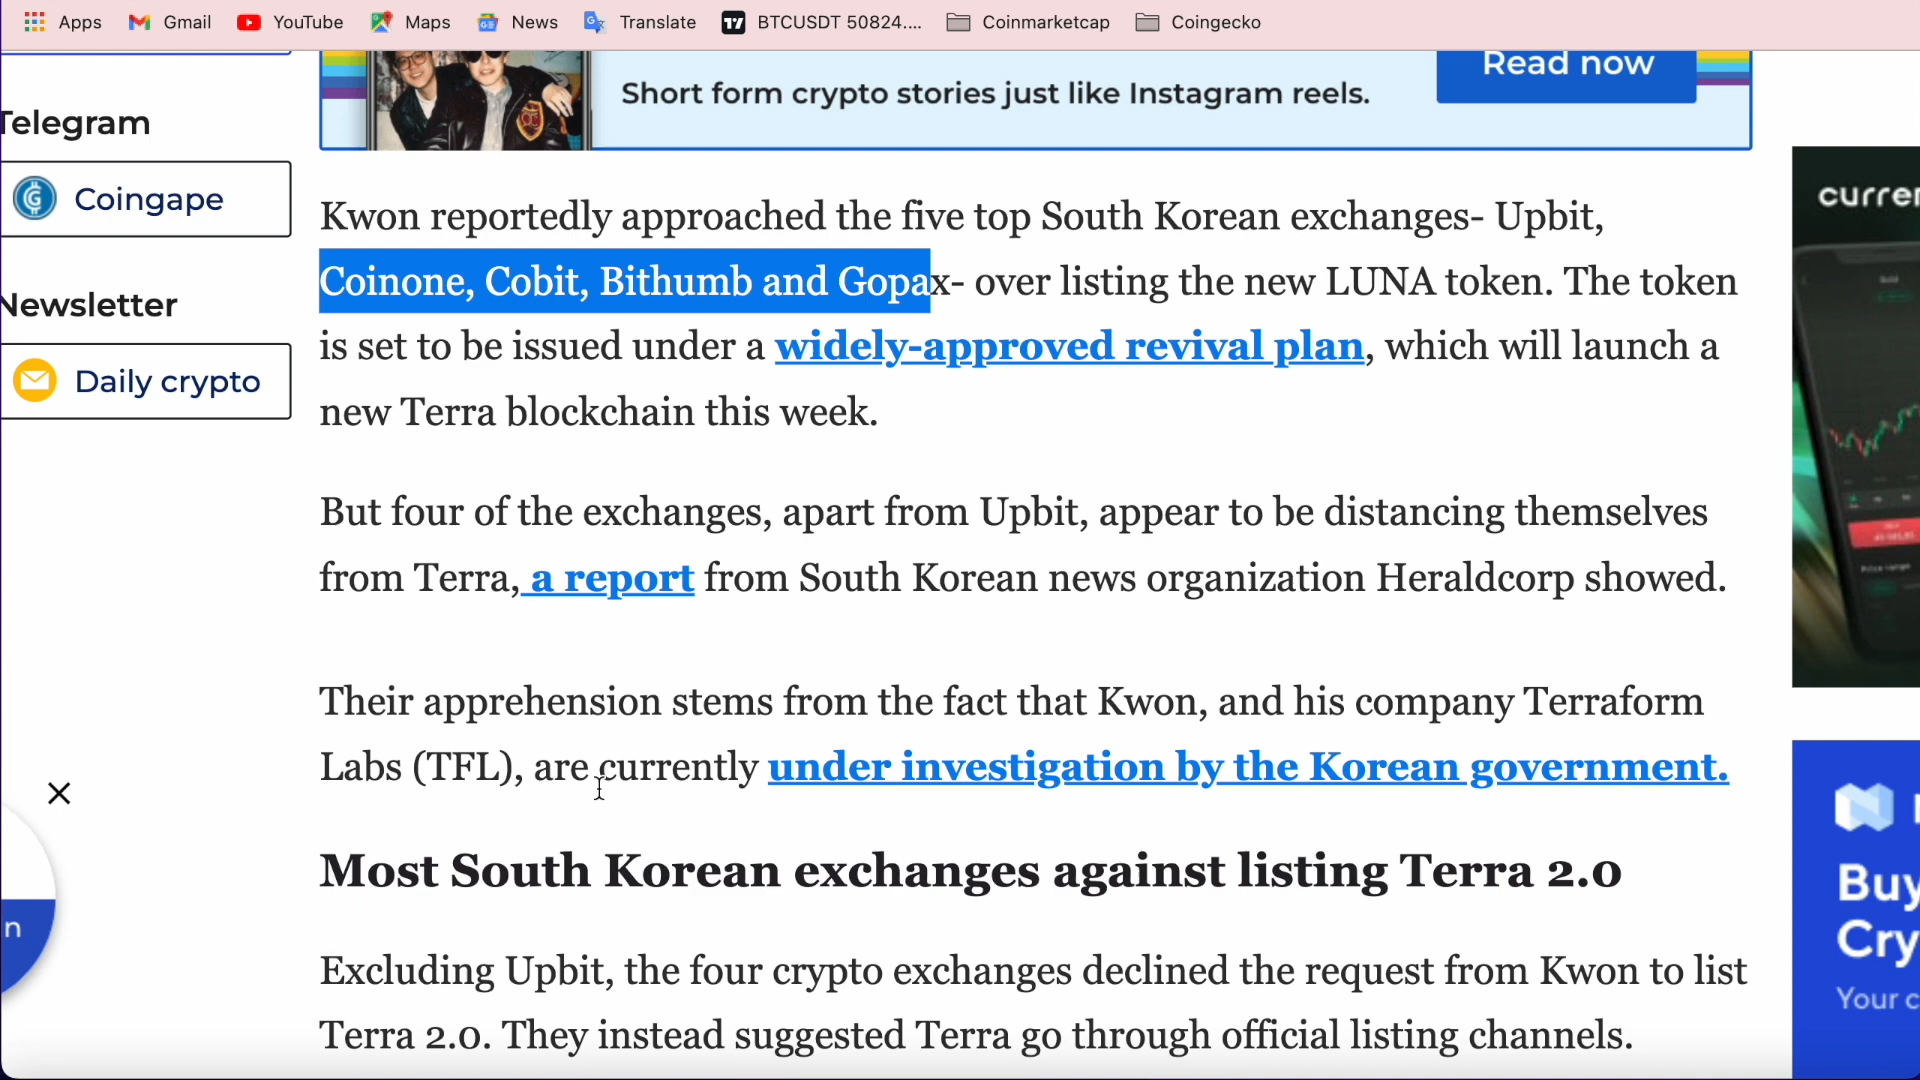 Apps Gmail YouTube Maps News Translate BTCUSDT 50824.... Coinmarketcap Coingecko
Read now
Short form crypto stories just like Instagram reels.
Telegram
Coingape
Newsletter
Daily crypto
Kwon reportedly approached the five top South Korean exchanges- Upbit,
Coinone, Cobit, Bithumb and Gopax- over listing the new LUNA token. The token
is set to be issued under a widely-approved revival plan, which will launch a
new Terra blockchain this week.
But four of the exchanges, apart from Upbit, appear to be distancing themselves
from Terra, a report from South Korean news organization Heraldcorp showed.
Their apprehension stems from the fact that Kwon, and his company Terraform
Labs (TFL), are currently under investigation by the Korean government.
Most South Korean exchanges against listing Terra 2.0
Excluding Upbit, the four crypto exchanges declined the request from Kwon to list
Terra 2.0. They instead suggested Terra go through official listing channels.
n
curren
Price range
Buy
Cry
Your c